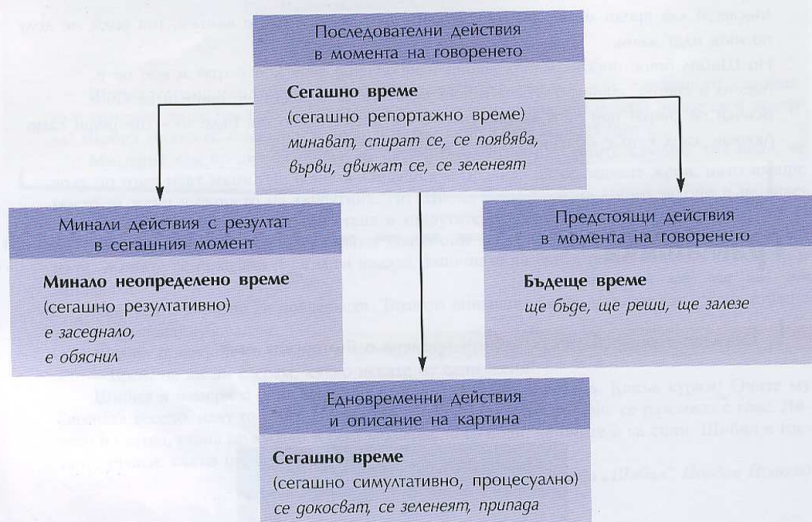 Последователни действия
в момента на говоренето
Сегашно време
(сегашно репортажно време)
минават, спират се, се появява,
върви, движат се, се зеленеят
Минали действия с резултат
в сегашния момент
Минало неопределено време
(сегашно резултативно)
е заседнало,
е обяснил
Предстоящи действия
в момента на говоренето
Бъдеще време
ще бъде, ще реши, ще залезе
Едновременни действия
и описание на картина
Сегашно време
(сегашно симултативно, процесуално)
се докосват, се зеленеят, припада